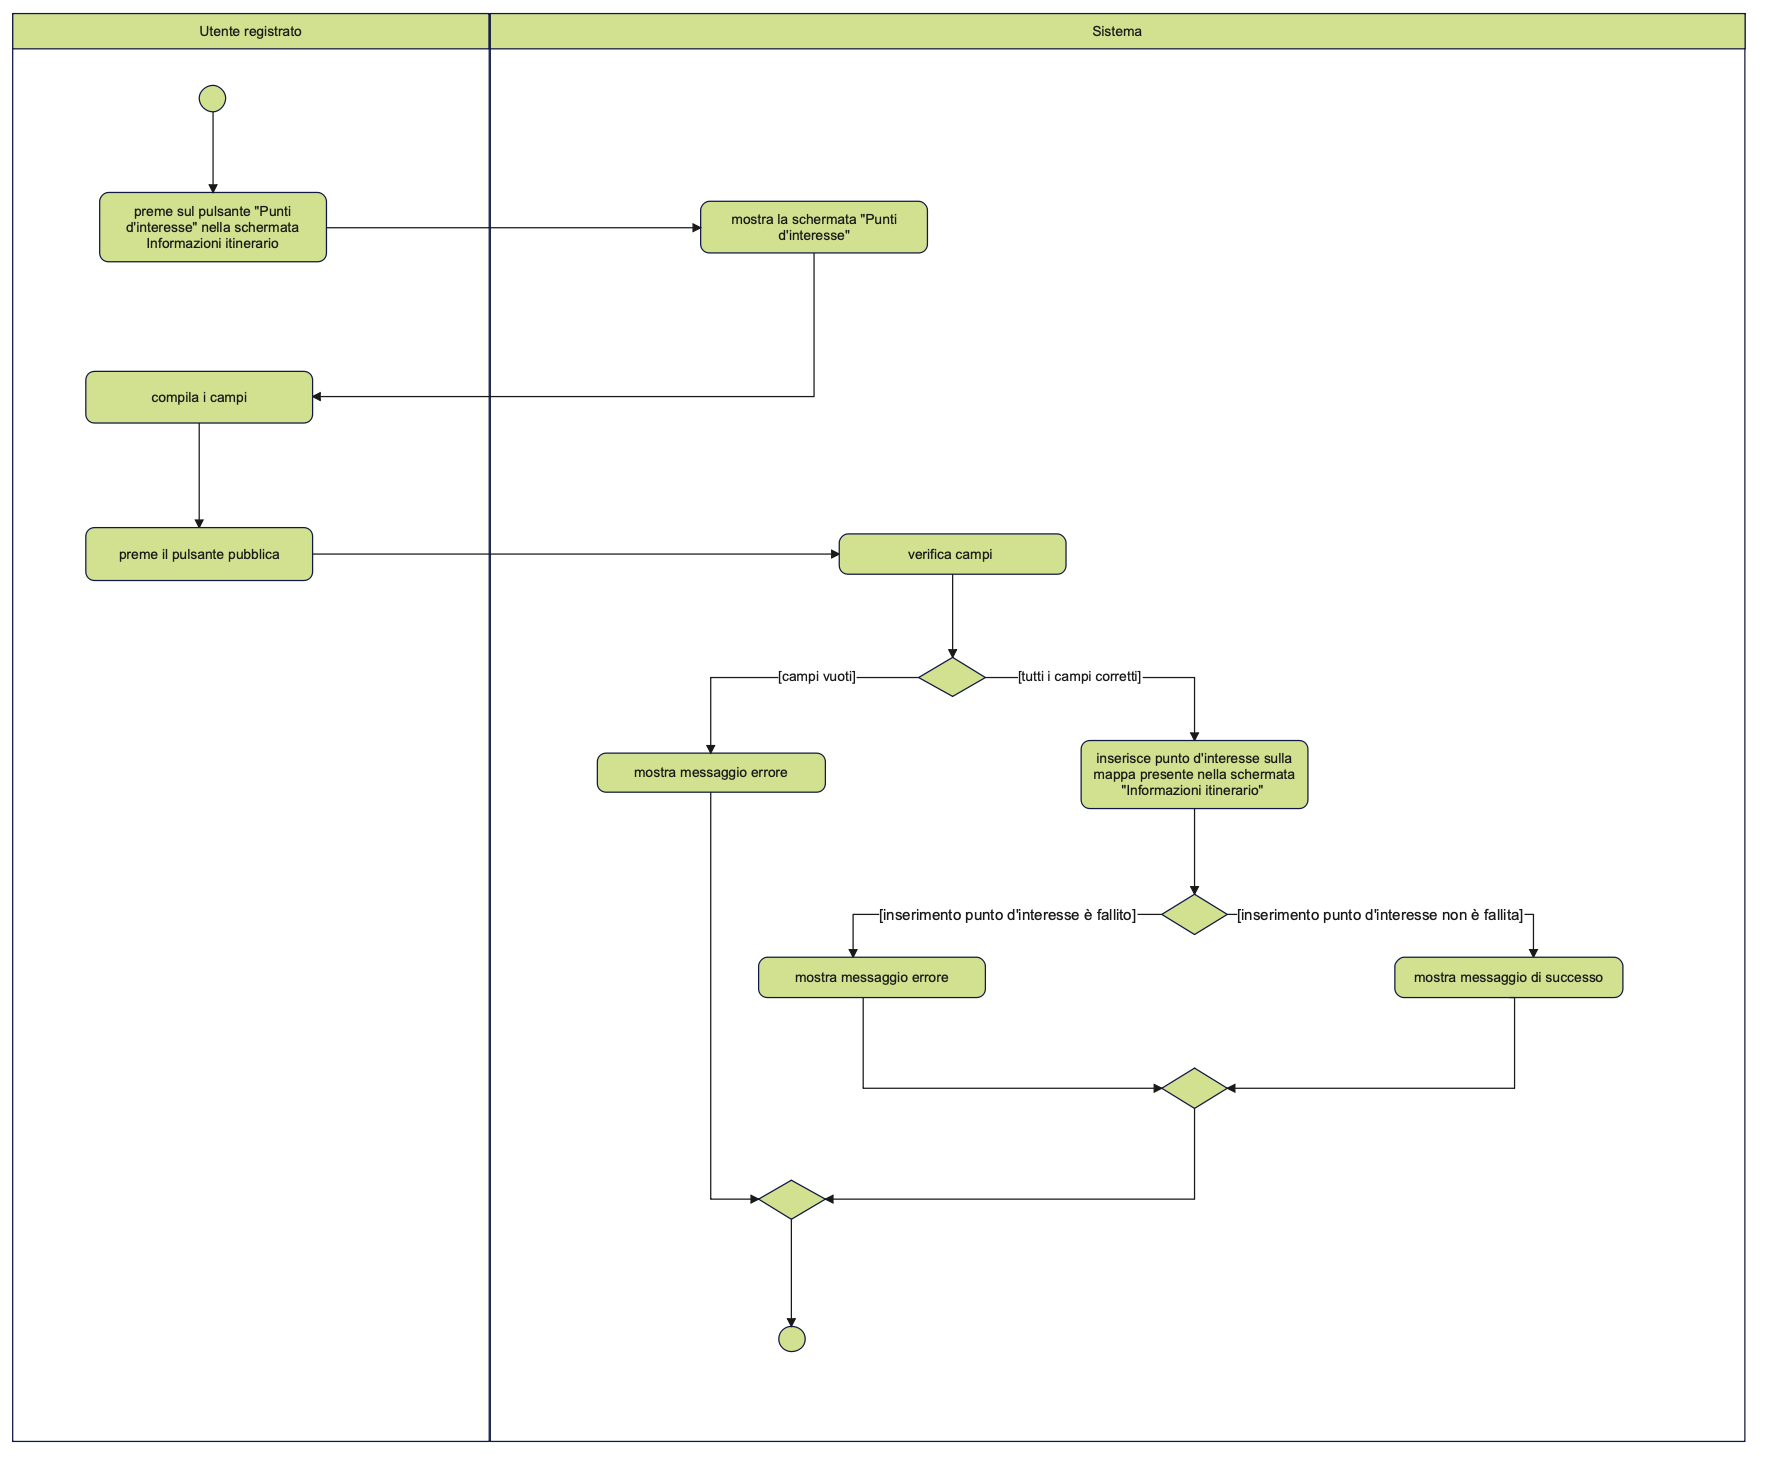 Utente registrato
Sistema
preme sul pulsante "Punti
d'interesse" nella schermata
Informazioni itinerario
mostra la schermata "Punti
d'interesse"
compila i campi
preme il pulsante pubblica
verifica campi
[campi vuoti]
[tutti i campi corretti]
mostra messaggio errore
inserisce punto d'interesse sulla
mappa presente nella schermata
"Informazioni itinerario"
[inserimento punto d'interesse è fallito]
[inserimento punto d'interesse non è fallita]
mostra messaggio errore
mostra messaggio di successo